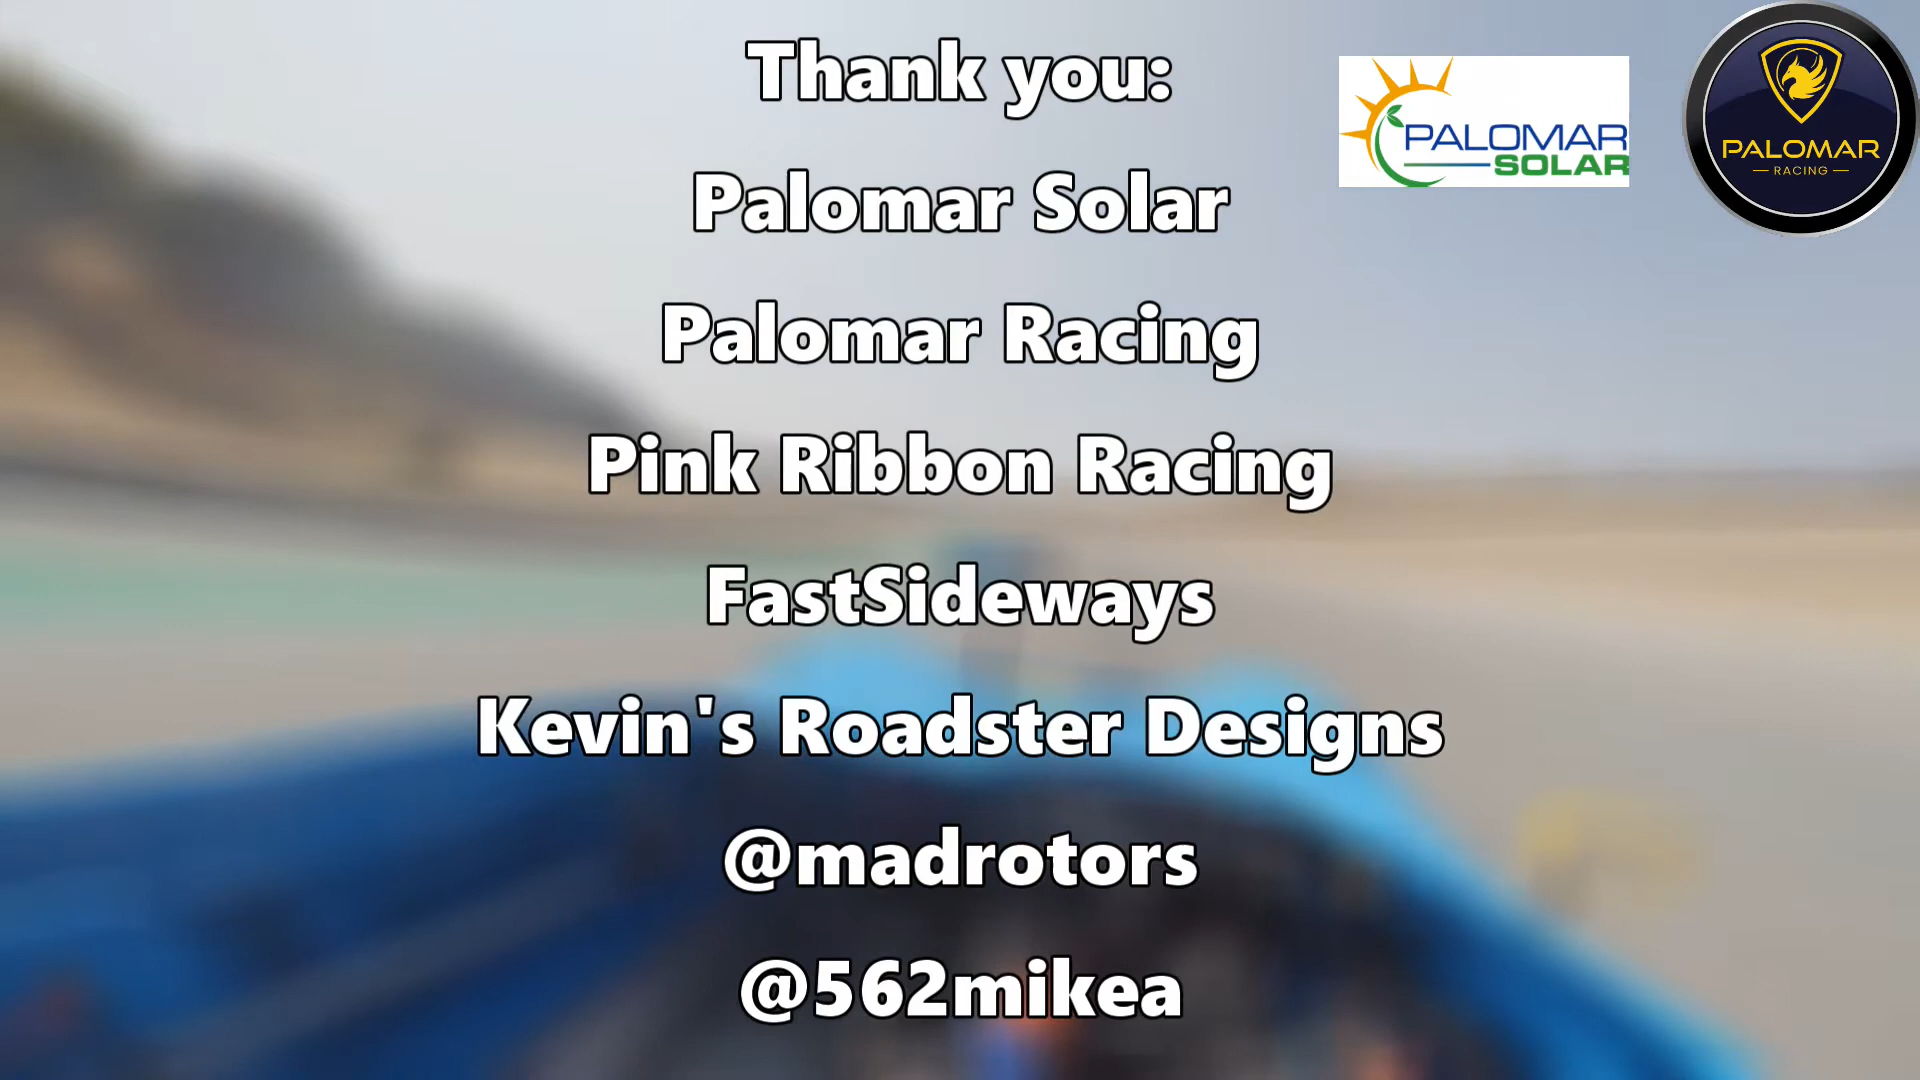 Thank you:
Palomar Solar
Palomar Racing
Pink Ribbon Racing
FastSideways
Kevin's Roadster Designs
@madrotors
@562mikea
PALOMAR
SOLAR
PALOMAR
RACING